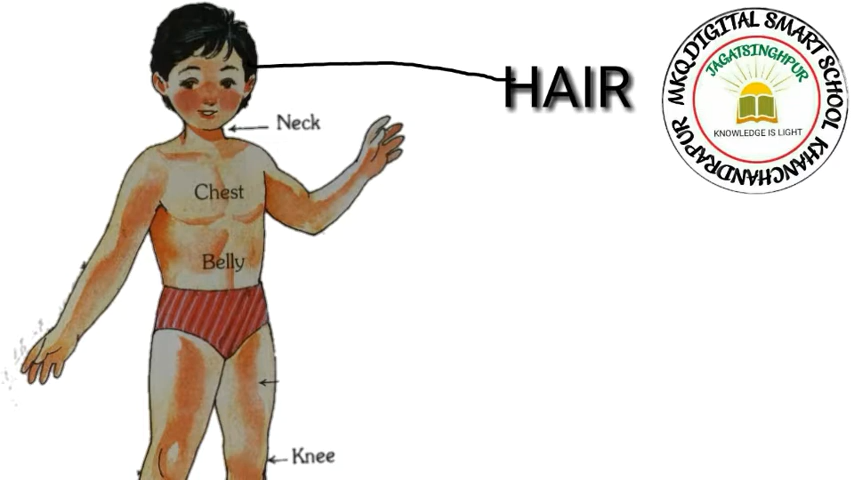 HAIR
Neck
Chest
Belly
Knee
MKQ.DIGITAL SMART SCHOOL KHANCHANDRAPUR
JAGATSINGHPUR
KNOWLEDGE IS LIGHT